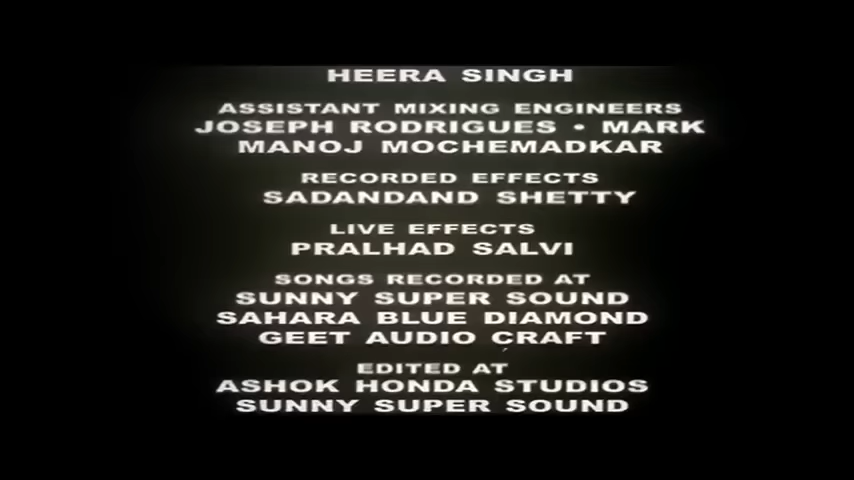 HEERA SINGH
ASSISTANT MIXING ENGINEERS
JOSEPH RODRIGUES • MARK
MANOJ MOCHEMADKAR
RECORDED EFFECTS
SADANDAND SHETTY
LIVE EFFECTS
PRALHAD SALVI
SONGS RECORDED AT
SUNNY SUPER SOUND
SAHARA BLUE DIAMOND
GEET AUDIO CRAFT
EDITED AT
ASHOK HONDA STUDIOS
SUNNY SUPER SOUND